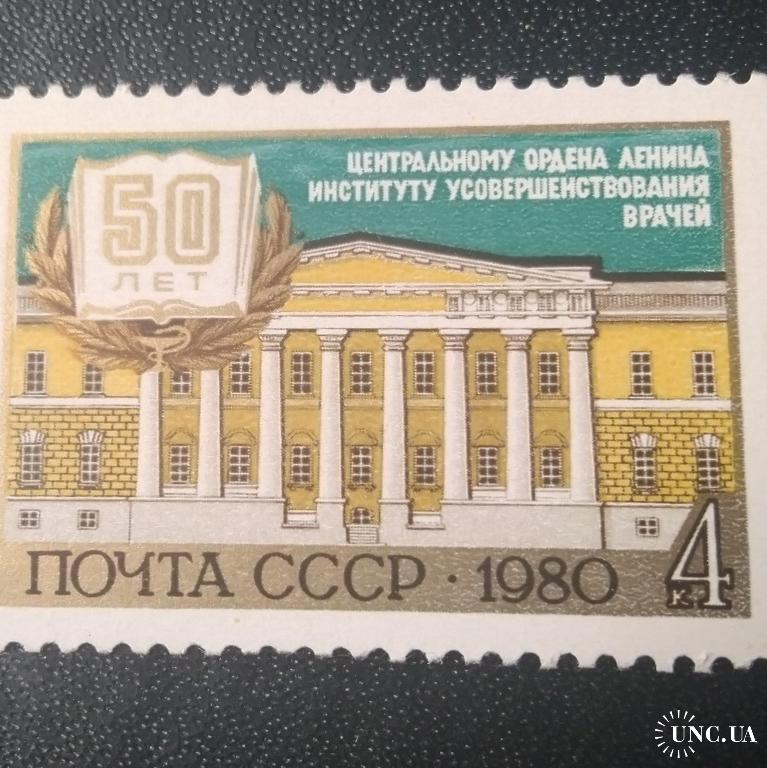 50
ЛЕТ
ЦЕНТРАЛЬНОМУ ОРДЕНА ЛЕНИНА
ИНСТИТУТУ УСОВЕРШЕНСТВОВАНИЯ
ВРАЧЕЙ
ПОЧТА СССР · 1980
4
К.
UNC.UA